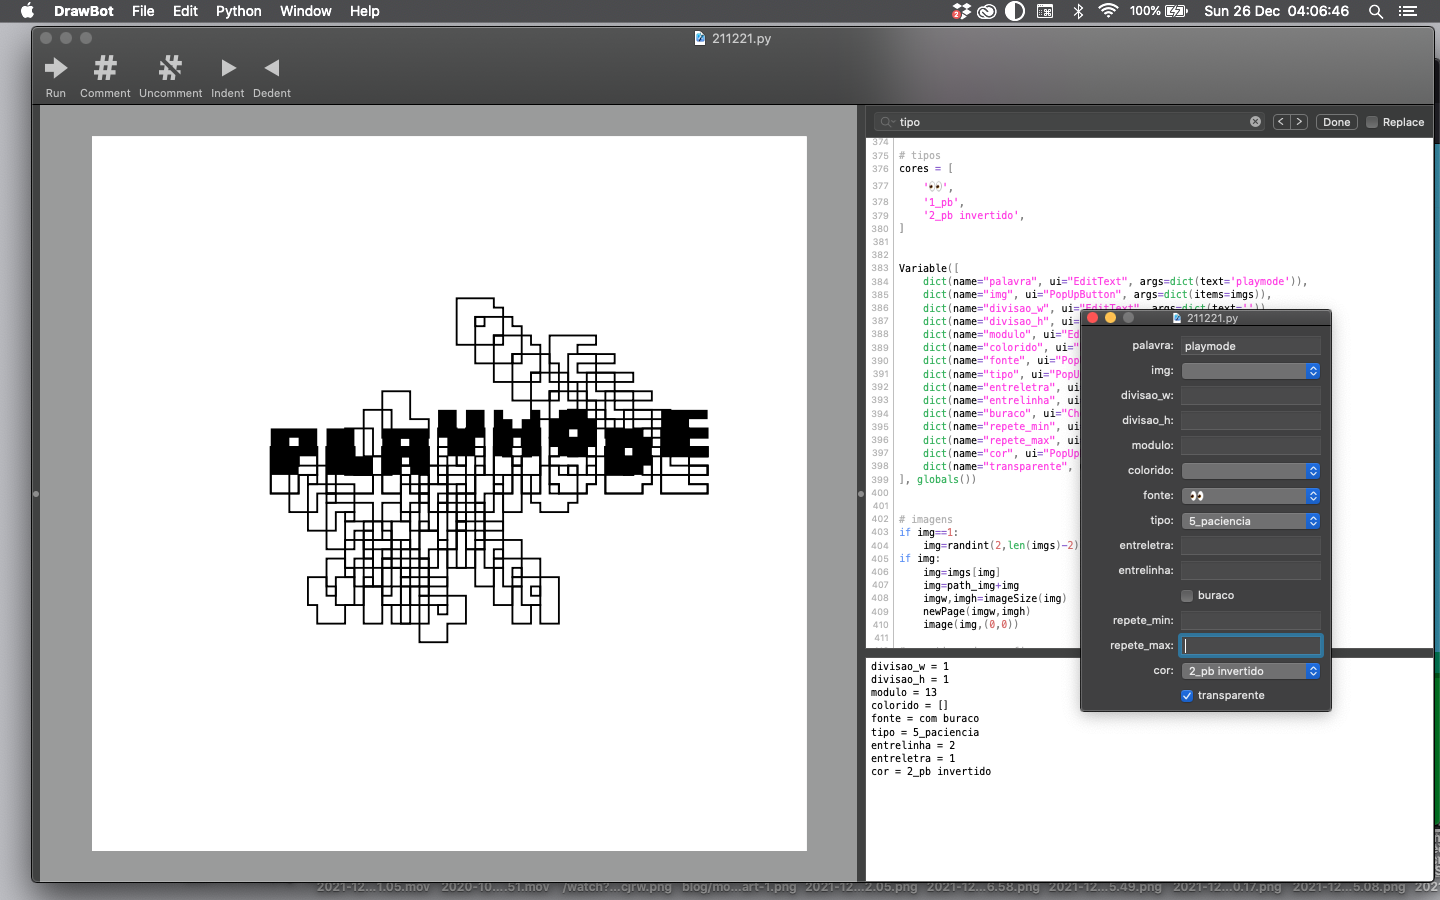 DrawBot File Edit Python Window Help
2
100% Sun 26 Dec 04:06:46
211221.py
Run Comment Uncomment Indent Dedent
tipo
< > Done Replace
PLAYMODE
374
375 # tipos
376 cores = [
377 '👀',
378 '1_pb',
379 '2_pb invertido',
380 ]
381
382
383 Variable([
384 dict(name="palavra", ui="EditText", args=dict(text='playmode')),
385 dict(name="img", ui="PopUpButton", args=dict(items=imgs)),
386 dict(name="divisao_w", ui="EditText", args=dict(text='')),
387 dict(name="divisao_h", ui=
388 dict(name="modulo", ui="Ed
389 dict(name="colorido", ui="
390 dict(name="fonte", ui="Pop
391 dict(name="tipo", ui="PopU
392 dict(name="entreletra", ui
393 dict(name="entrelinha", ui
394 dict(name="buraco", ui="Ch
395 dict(name="repete_min", ui
396 dict(name="repete_max", ui
397 dict(name="cor", ui="PopUp
398 dict(name="transparente",
399 ], globals())
400
401
402 # imagens
403 if img==1:
404 img=randint(2,len(imgs)-2)
405 if img:
406 img=imgs[img]
407 img=path_img+img
408 imgw,imgh=imageSize(img)
409 newPage(imgw,imgh)
410 image(img,(0,0))
411
211221.py
palavra: playmode
img:
divisao_w:
divisao_h:
modulo:
colorido:
fonte: 👀
tipo: 5_paciencia
entreletra:
entrelinha:
buraco
repete_min:
repete_max:
cor: 2_pb invertido
transparente
divisao_w = 1
divisao_h = 1
modulo = 13
colorido = []
fonte = com buraco
tipo = 5_paciencia
entrelinha = 2
entreletra = 1
cor = 2_pb invertido
2021-12...1.05.mov 2020-10....51.mov /watch?...cjrw.png blog/mo...art-1.png 2021-12...2.05.png 2021-12...6.58.png 2021-12...5.49.png 2021-12...0.17.png 2021-12...5.08.png 2021